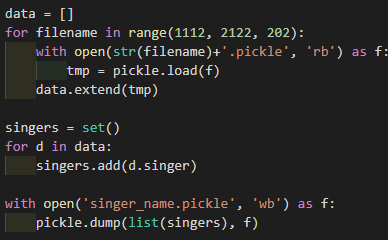 data = []
for filename in range(1112, 2122, 202):
    with open(str(filename)+'.pickle', 'rb') as f:
        tmp = pickle.load(f)
    data.extend(tmp)

singers = set()
for d in data:
    singers.add(d.singer)

with open('singer_name.pickle', 'wb') as f:
    pickle.dump(list(singers), f)